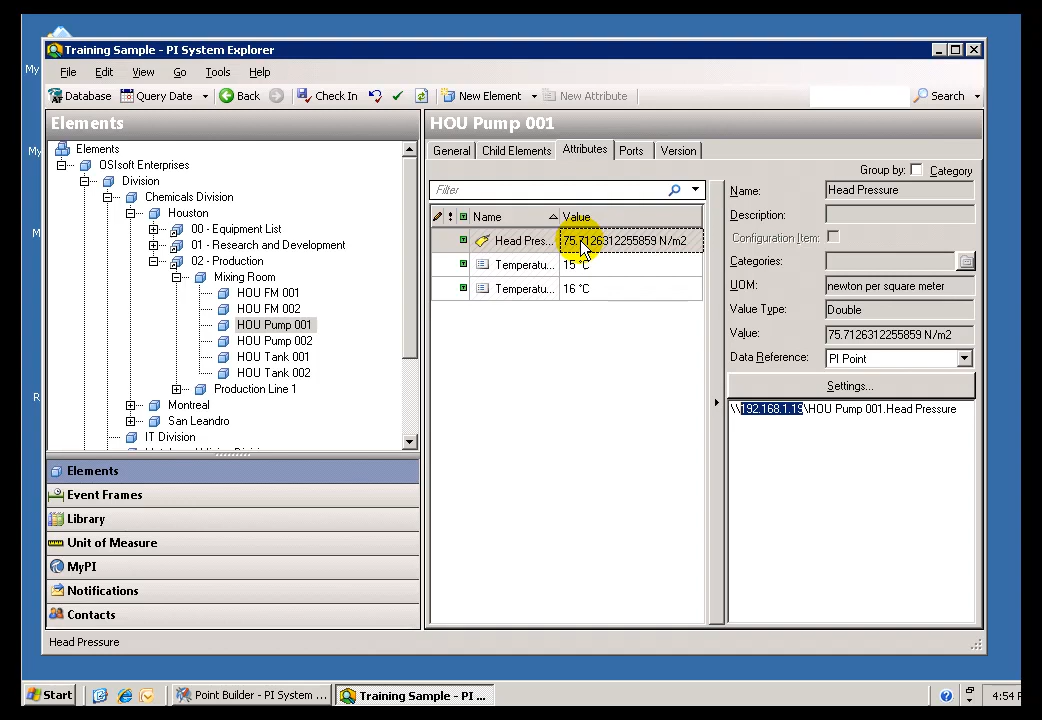 My
Training Sample - PI System Explorer
File Edit View Go Tools Help
Database Query Date Back Check In New Element New Attribute Search
Elements
HOU Pump 001
My
M
R
Elements
OSIsoft Enterprises
Division
Chemicals Division
Houston
00 - Equipment List
01 - Research and Development
02 - Production
Mixing Room
HOU FM 001
HOU FM 002
HOU Pump 001
HOU Pump 002
HOU Tank 001
HOU Tank 002
Production Line 1
Montreal
San Leandro
IT Division
Elements
Event Frames
Library
Unit of Measure
MyPI
Notifications
Contacts
General Child Elements Attributes Ports Version
Group by: Category
Filter
Name Value
Head Pres... 75.7126312255859 N/m2
Temperatu... 15 °C
Temperatu... 16 °C
Name: Head Pressure
Description:
Configuration Item:
Categories:
UOM: newton per square meter
Value Type: Double
Value: 75.7126312255859 N/m2
Data Reference: PI Point
Settings...
\\192.168.1.19\HOU Pump 001.Head Pressure
Head Pressure
Start Point Builder - PI System ... Training Sample - PI ... 4:54